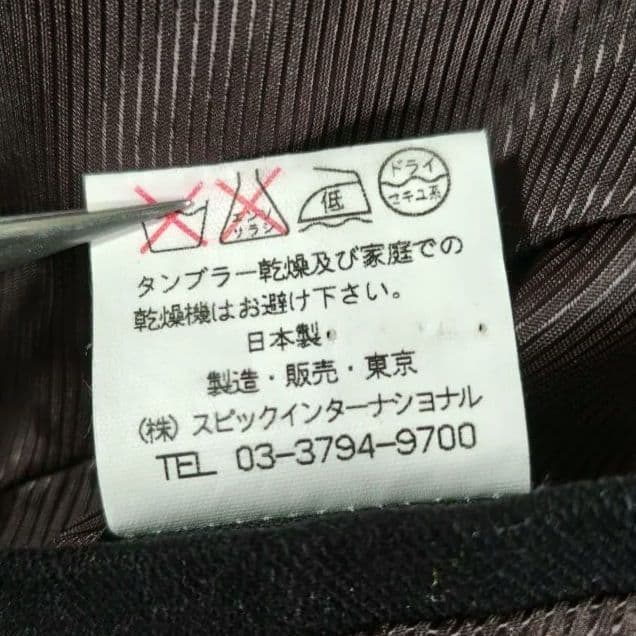 エンソ
サラシ
低
ドライ
セキユ系
タンブラー乾燥及び家庭での
乾燥機はお避け下さい。
日本製
製造・販売・東京
(株)スピックインターナショナル
TEL 03-3794-9700